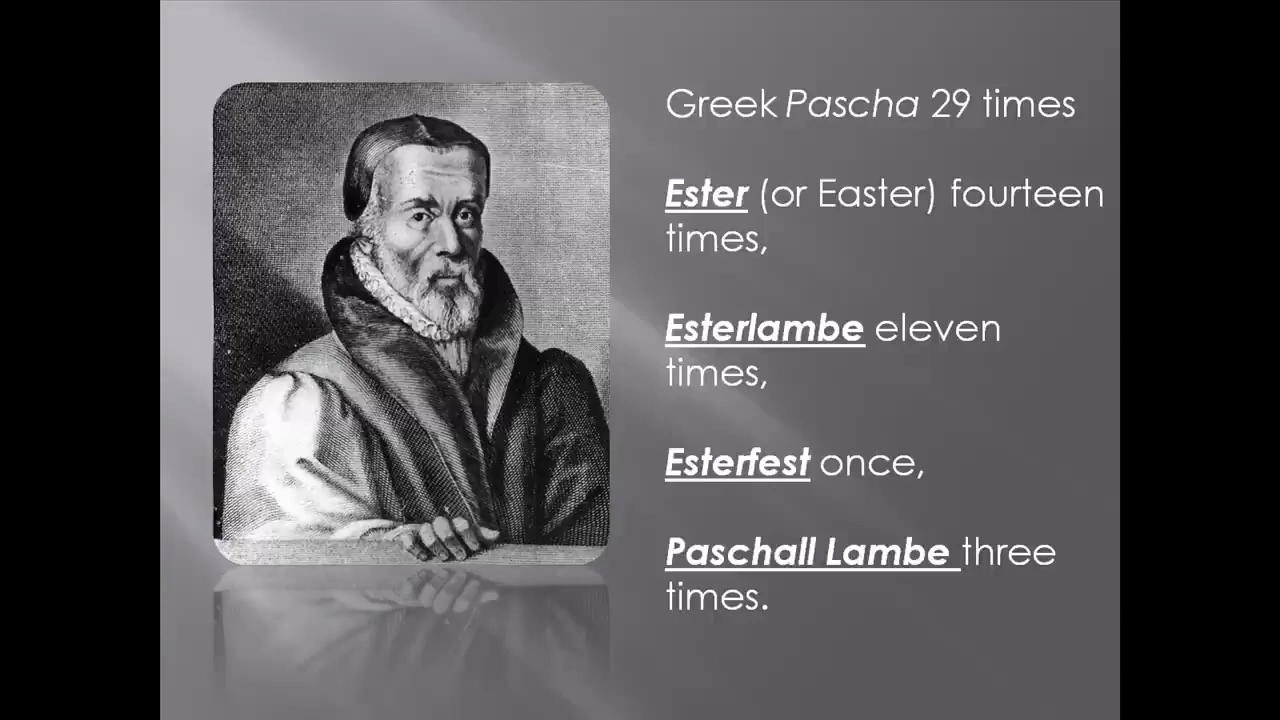 Greek Pascha 29 times
Ester (or Easter) fourteen
times,
Esterlambe eleven
times,
Esterfest once,
Paschall Lambe three
times.